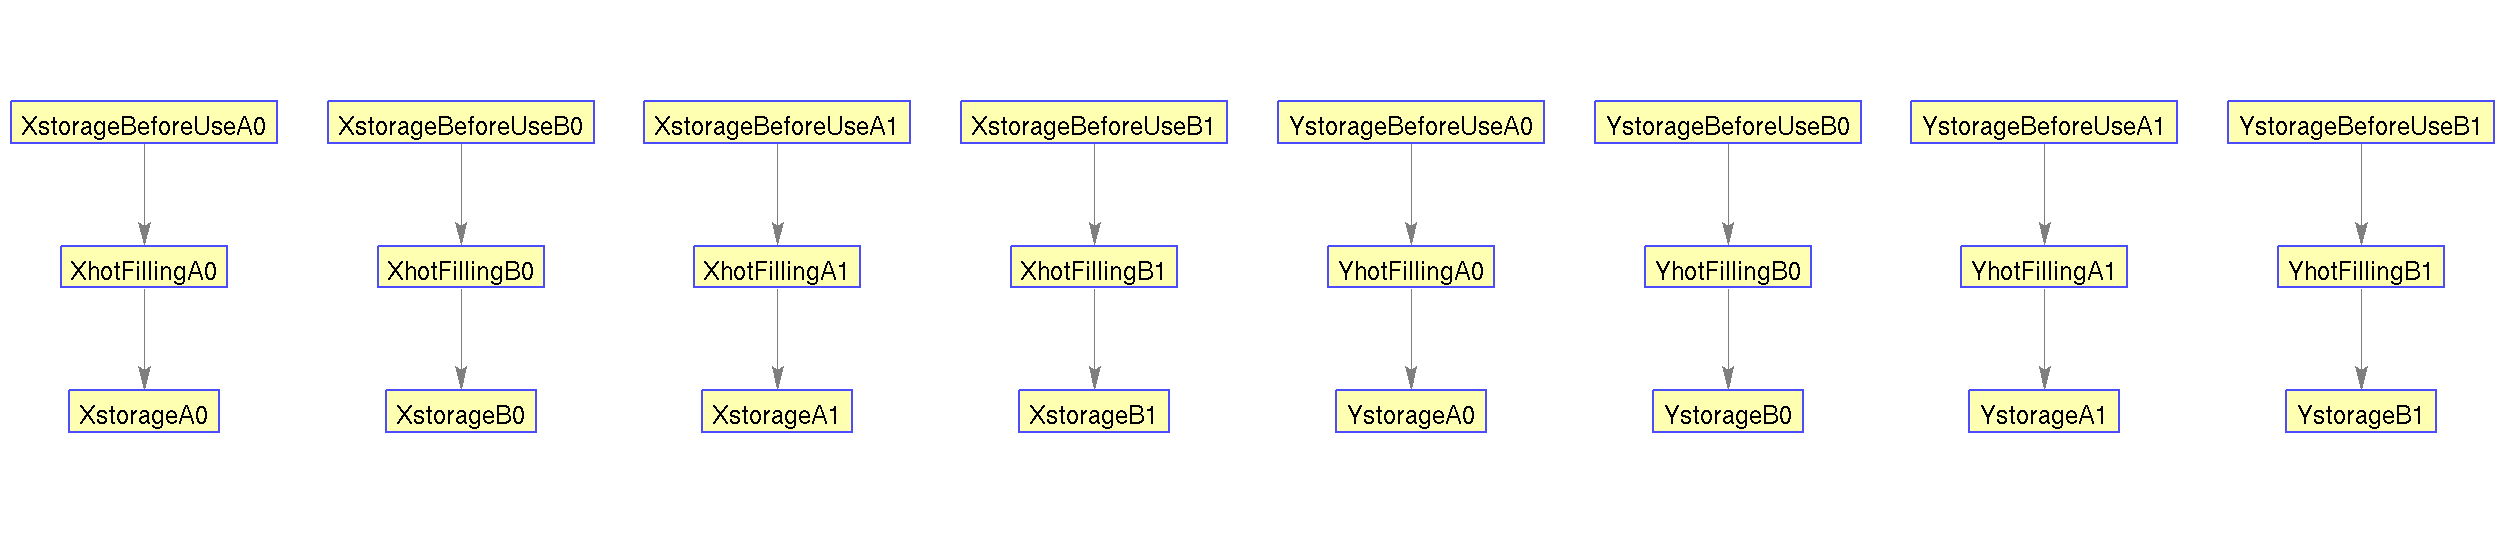 XstorageBeforeUseA0
XstorageBeforeUseB0
XstorageBeforeUseA1
XstorageBeforeUseB1
YstorageBeforeUseA0
YstorageBeforeUseB0
YstorageBeforeUseA1
YstorageBeforeUseB1
XhotFillingA0
XhotFillingB0
XhotFillingA1
XhotFillingB1
YhotFillingA0
YhotFillingB0
YhotFillingA1
YhotFillingB1
XstorageA0
XstorageB0
XstorageA1
XstorageB1
YstorageA0
YstorageB0
YstorageA1
YstorageB1